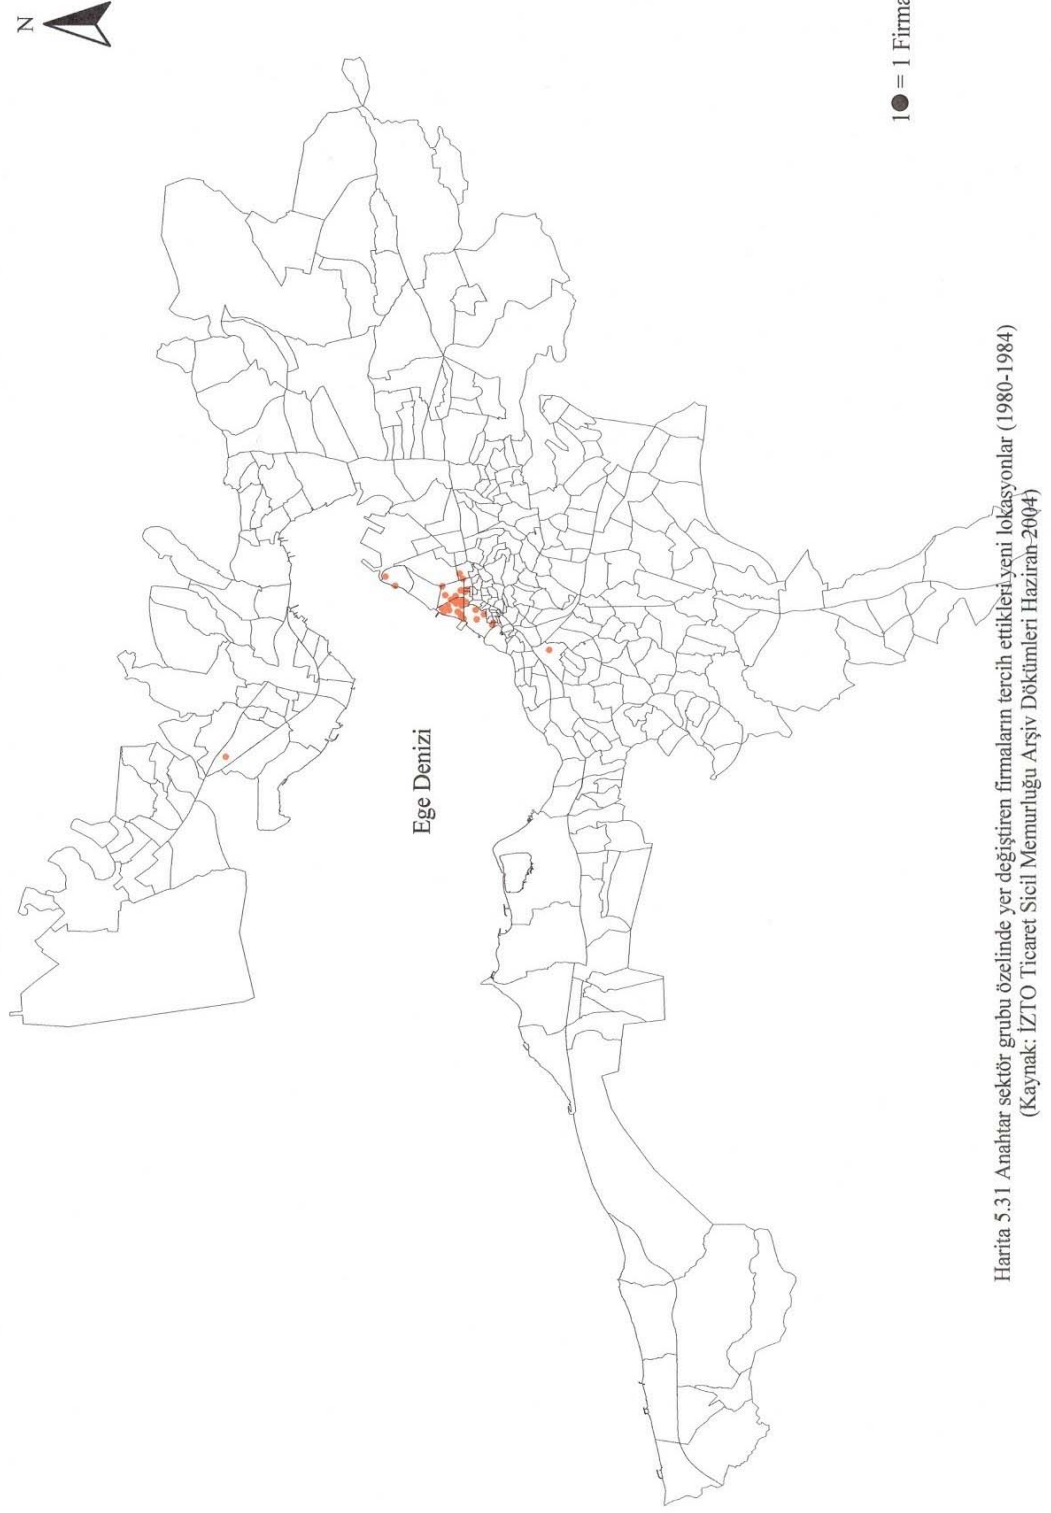 N
Ege Denizi
1● = 1 Firma
Harita 5.31 Anahtar sektör grubu özelinde yer değiştiren firmaların tercih ettikleri yeni lokasyonlar (1980-1984)
(Kaynak: İZTO Ticaret Sicil Memurluğu Arşiv Dökümleri Haziran-2004)